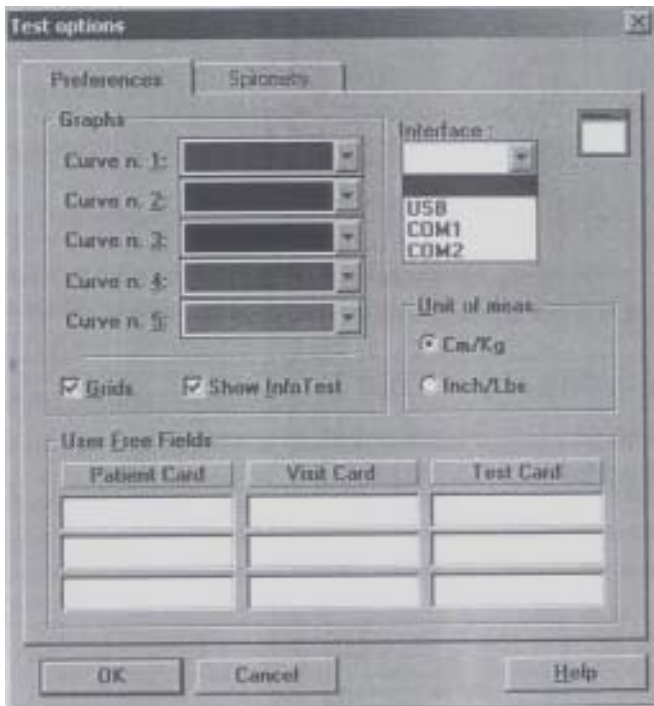 Test options
Preferences
Spirometry
Graphs
Curve n. 1:
Curve n. 2:
Curve n. 3:
Curve n. 4:
Curve n. 5:
Grids
Show InfoTest
Interface :
USB
COM1
COM2
Unit of meas.
Cm/Kg
Inch/Lbs
User Free Fields
Patient Card
Visit Card
Test Card
OK
Cancel
Help